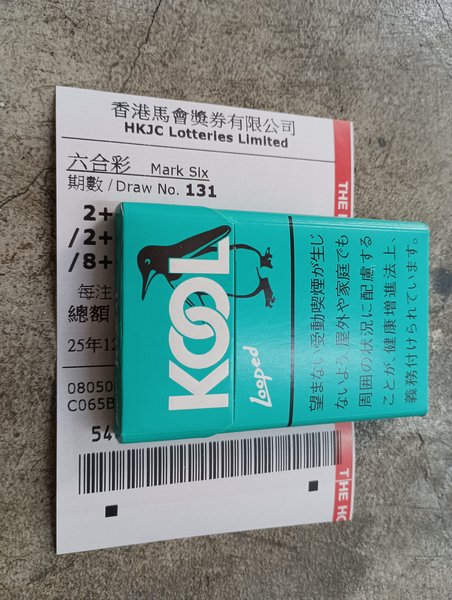 香港馬會獎券有限公司
HKJC Lotteries Limited
六合彩 Mark Six
期數 / Draw No. 131
2+
/2+
/8+
每注
總額
25年12
08050
C065B
54
THE
THE HO
KOOL
Looped
望まない受動喫煙が生じ
ないよう屋外や家庭でも
周囲の状況に配慮する
ことが、健康増進法上、
義務付けられています。